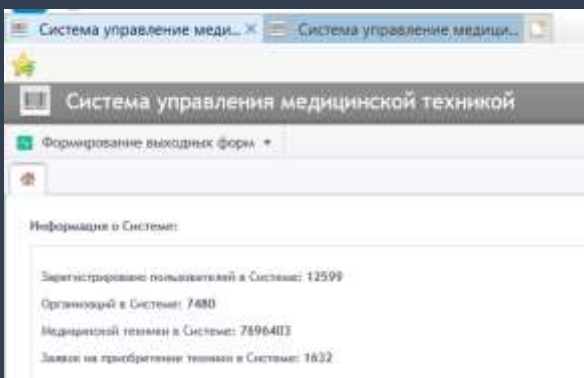 Система управление меди...
Система управление медици...
Система управления медицинской техникой
Формирование выходных форм
Информация о Системе:
Зарегистрировано пользователей в Системе: 12599
Организаций в Системе: 7480
Медицинской техники в Системе: 7696403
Заявок на приобретение техники в Системе: 1632